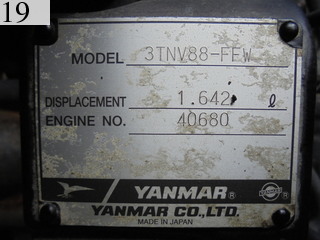 19
MODEL 3TNV88-FEW
DISPLACEMENT 1.642 ℓ
ENGINE NO. 40680
YANMAR ®
YANMAR CO.,LTD.
MADE IN JAPAN